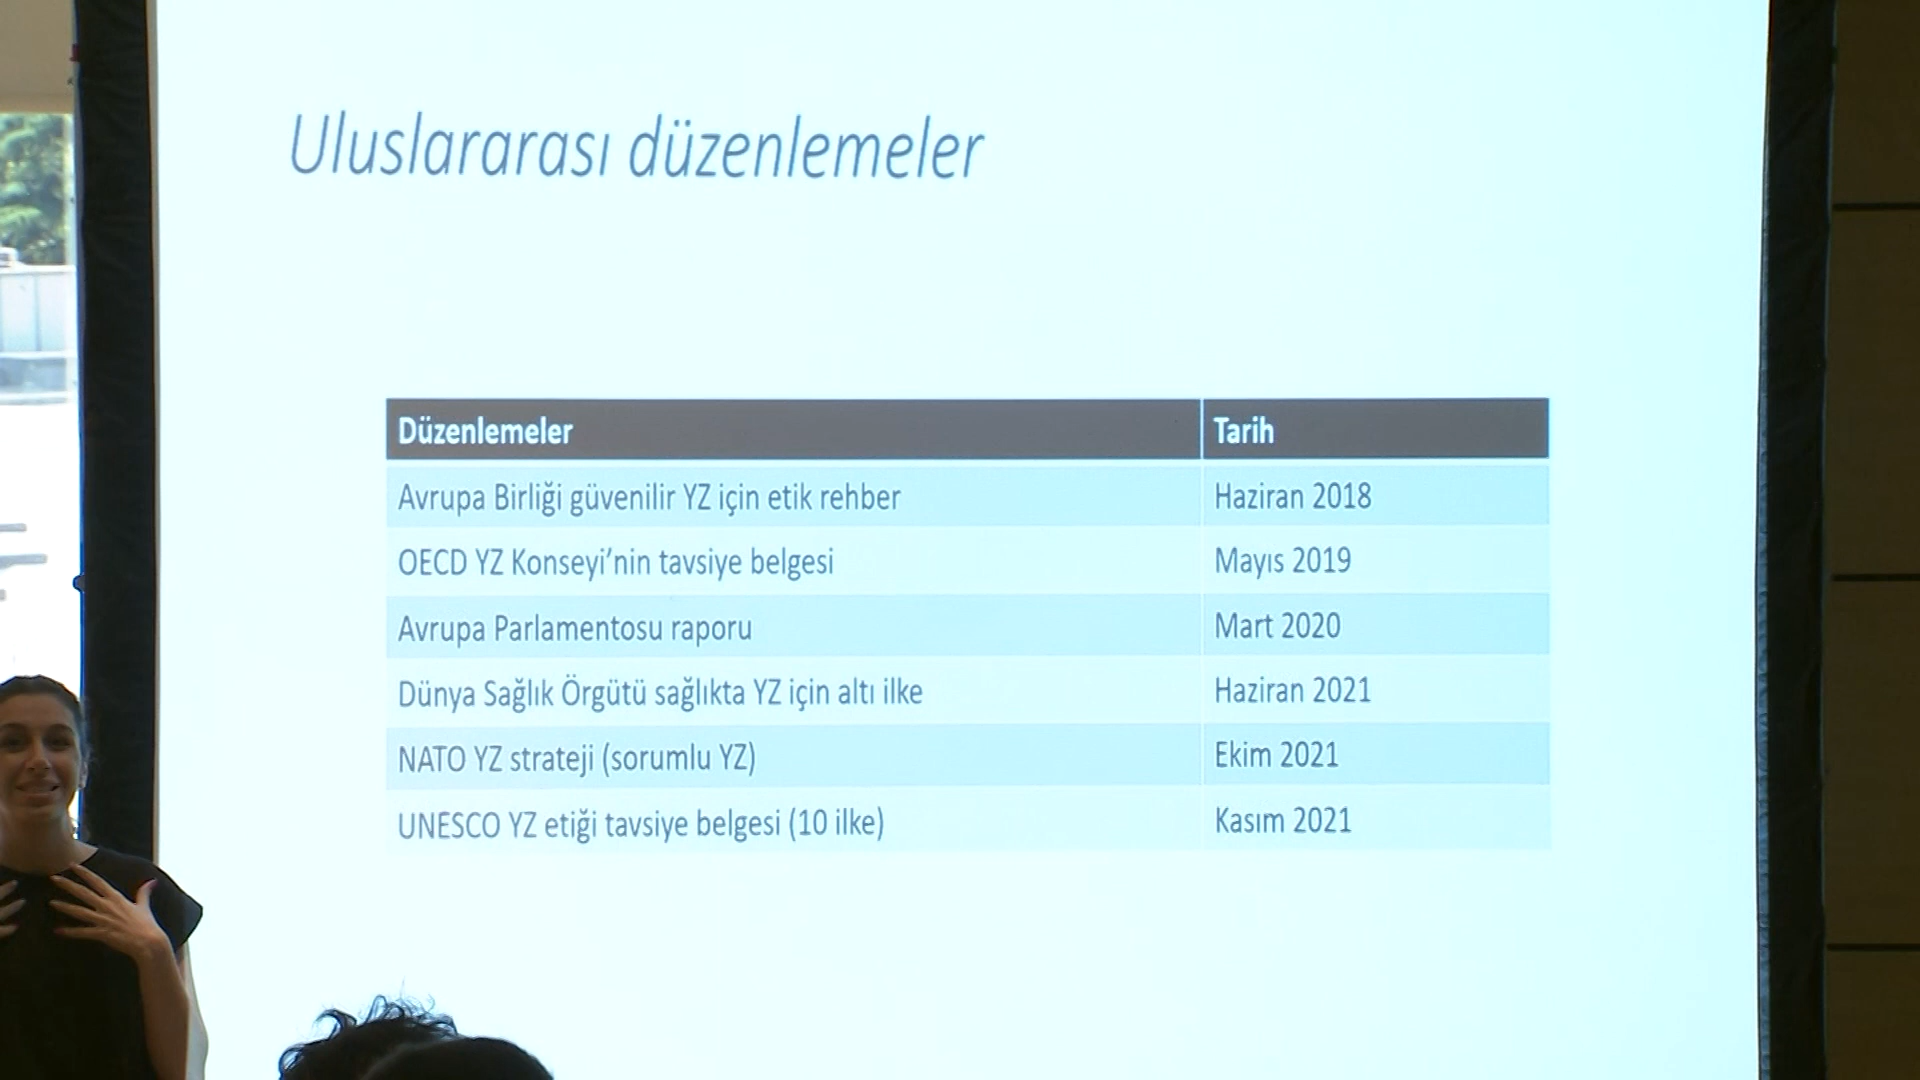 Uluslararası düzenlemeler
Düzenlemeler Tarih
Avrupa Birliği güvenilir YZ için etik rehber Haziran 2018
OECD YZ Konseyi’nin tavsiye belgesi Mayıs 2019
Avrupa Parlamentosu raporu Mart 2020
Dünya Sağlık Örgütü sağlıkta YZ için altı ilke Haziran 2021
NATO YZ strateji (sorumlu YZ) Ekim 2021
UNESCO YZ etiği tavsiye belgesi (10 ilke) Kasım 2021